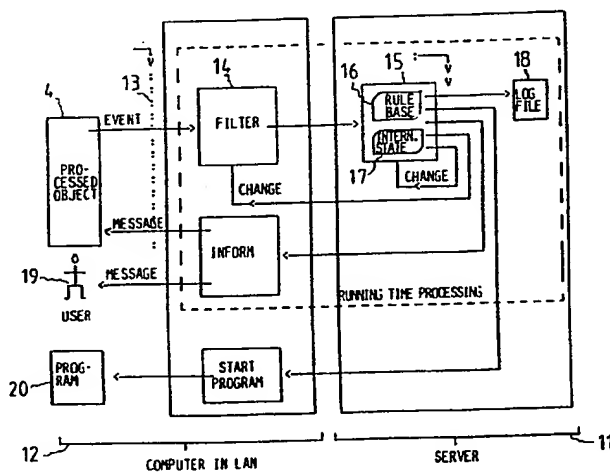 4
13
14
16
15
18
EVENT
FILTER
RULE
BASE
LOG
FILE
PRO-
CESSED
OBJECT
INTERN.
STATE
17
CHANGE
CHANGE
MESSAGE
INFORM
19
MESSAGE
USER
RUNNING TIME PROCESSING
20
PROG-
RAM
START
PROGRAM
12
COMPUTER IN LAN
SERVER
11